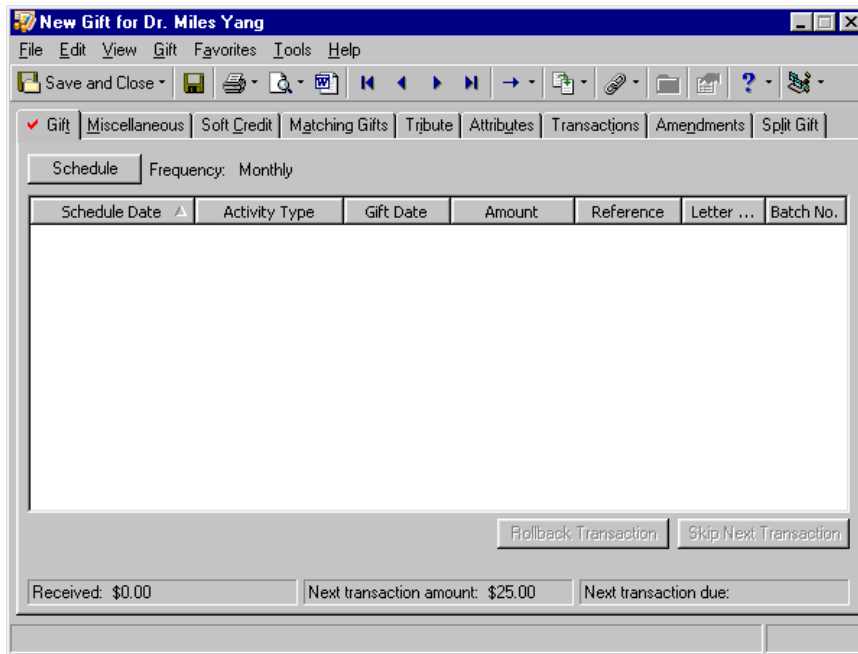 New Gift for Dr. Miles Yang
File Edit View Gift Favorites Tools Help
Save and Close
Gift Miscellaneous Soft Credit Matching Gifts Tribute Attributes Transactions Amendments Split Gift
Schedule Frequency: Monthly
Schedule Date Activity Type Gift Date Amount Reference Letter ... Batch No.
Rollback Transaction Skip Next Transaction
Received: $0.00 Next transaction amount: $25.00 Next transaction due: